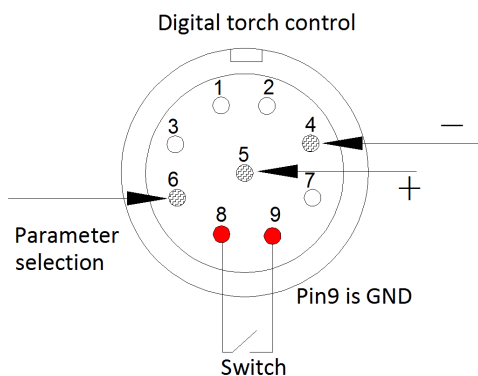 Digital torch control
1
2
3
4
−
5
6
7
+
8
9
Parameter
selection
Pin9 is GND
Switch